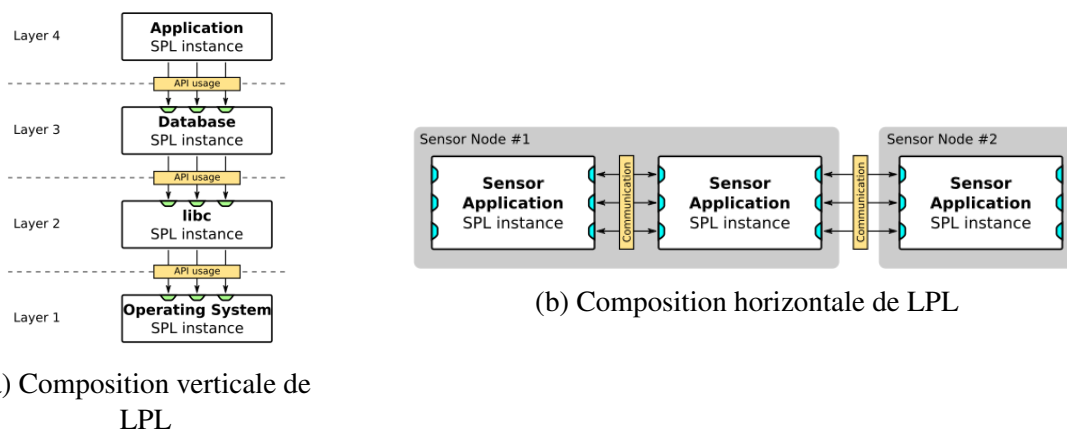 Layer 4
Application
SPL instance
API usage
Layer 3
Database
SPL instance
API usage
Layer 2
libc
SPL instance
API usage
Layer 1
Operating System
SPL instance
) Composition verticale de
LPL
Sensor Node #1
Sensor
Application
SPL instance
Communication
Sensor
Application
SPL instance
Communication
Sensor Node #2
Sensor
Application
SPL instance
(b) Composition horizontale de LPL